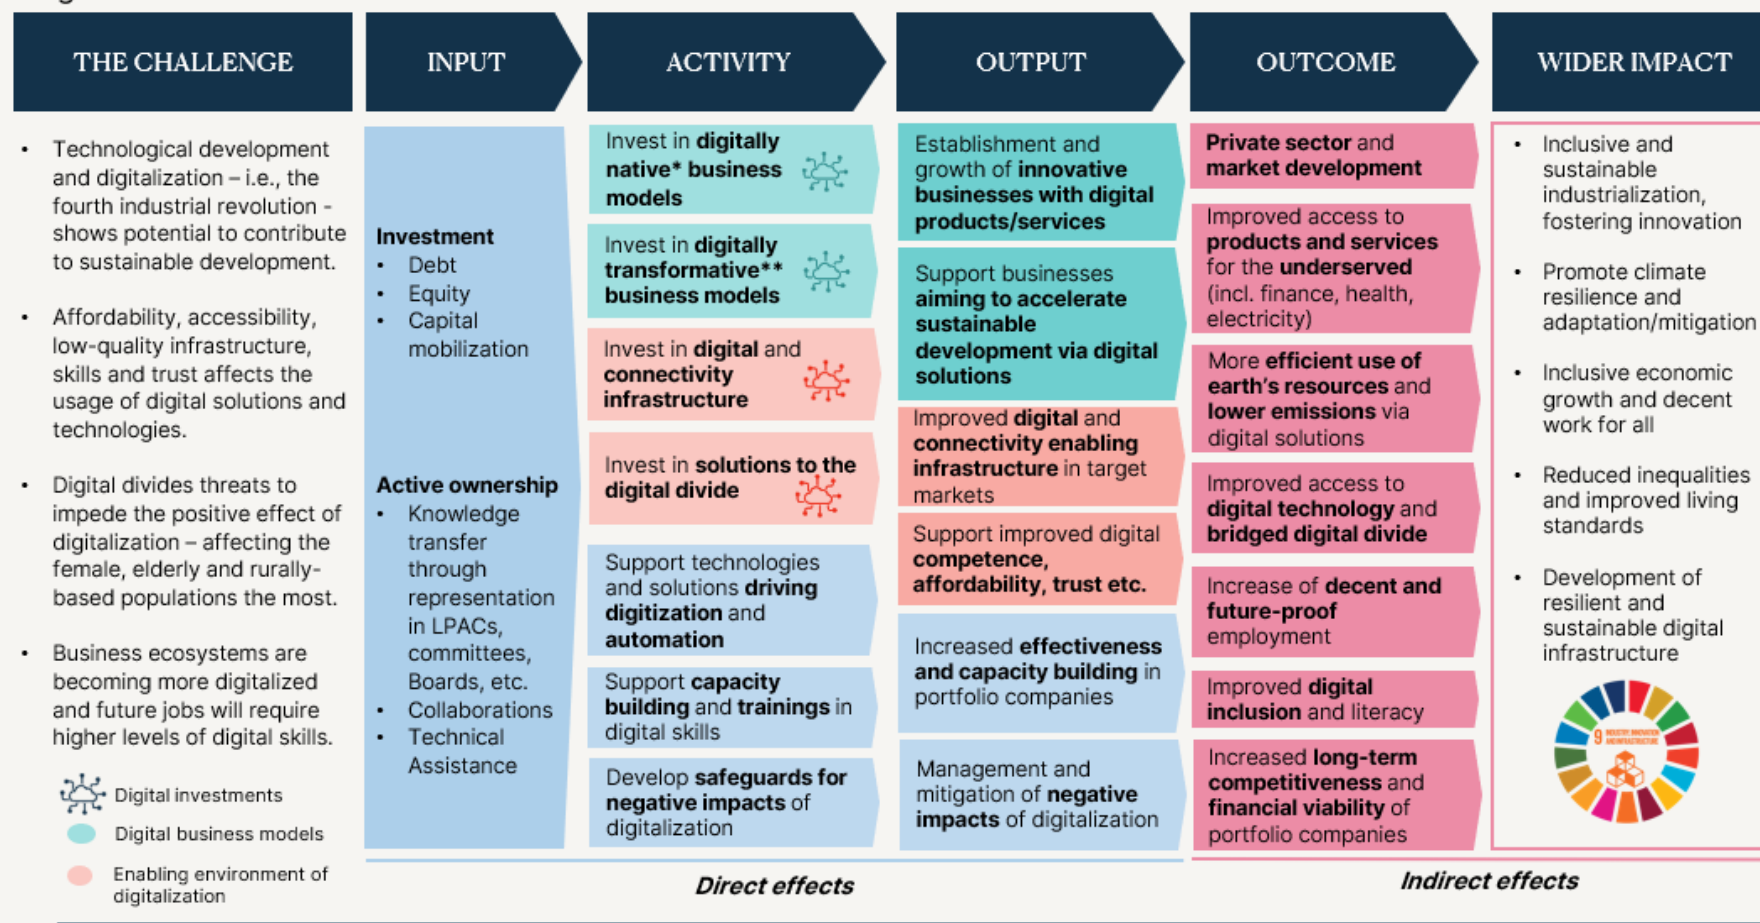 THE CHALLENGE
INPUT
ACTIVITY
OUTPUT
OUTCOME
WIDER IMPACT
• Technological development
and digitalization – i.e., the
fourth industrial revolution -
shows potential to contribute
to sustainable development.
• Affordability, accessibility,
low-quality infrastructure,
skills and trust affects the
usage of digital solutions and
technologies.
• Digital divides threats to
impede the positive effect of
digitalization – affecting the
female, elderly and rurally-
based populations the most.
• Business ecosystems are
becoming more digitalized
and future jobs will require
higher levels of digital skills.
Digital investments
Digital business models
Enabling environment of
digitalization
Investment
• Debt
• Equity
• Capital
mobilization
Active ownership
• Knowledge
transfer
through
representation
in LPACs,
committees,
Boards, etc.
• Collaborations
• Technical
Assistance
Invest in digitally
native* business
models
Invest in digitally
transformative**
business models
Invest in digital and
connectivity
infrastructure
Invest in solutions to the
digital divide
Support technologies
and solutions driving
digitization and
automation
Support capacity
building and trainings in
digital skills
Develop safeguards for
negative impacts of
digitalization
Establishment and
growth of innovative
businesses with digital
products/services
Support businesses
aiming to accelerate
sustainable
development via digital
solutions
Improved digital and
connectivity enabling
infrastructure in target
markets
Support improved digital
competence,
affordability, trust etc.
Increased effectiveness
and capacity building in
portfolio companies
Management and
mitigation of negative
impacts of digitalization
Private sector and
market development
Improved access to
products and services
for the underserved
(incl. finance, health,
electricity)
More efficient use of
earth's resources and
lower emissions via
digital solutions
Improved access to
digital technology and
bridged digital divide
Increase of decent and
future-proof
employment
Improved digital
inclusion and literacy
Increased long-term
competitiveness and
financial viability of
portfolio companies
• Inclusive and
sustainable
industrialization,
fostering innovation
• Promote climate
resilience and
adaptation/mitigation
• Inclusive economic
growth and decent
work for all
• Reduced inequalities
and improved living
standards
• Development of
resilient and
sustainable digital
infrastructure
9 INDUSTRY, INNOVATION
AND INFRASTRUCTURE
Direct effects
Indirect effects